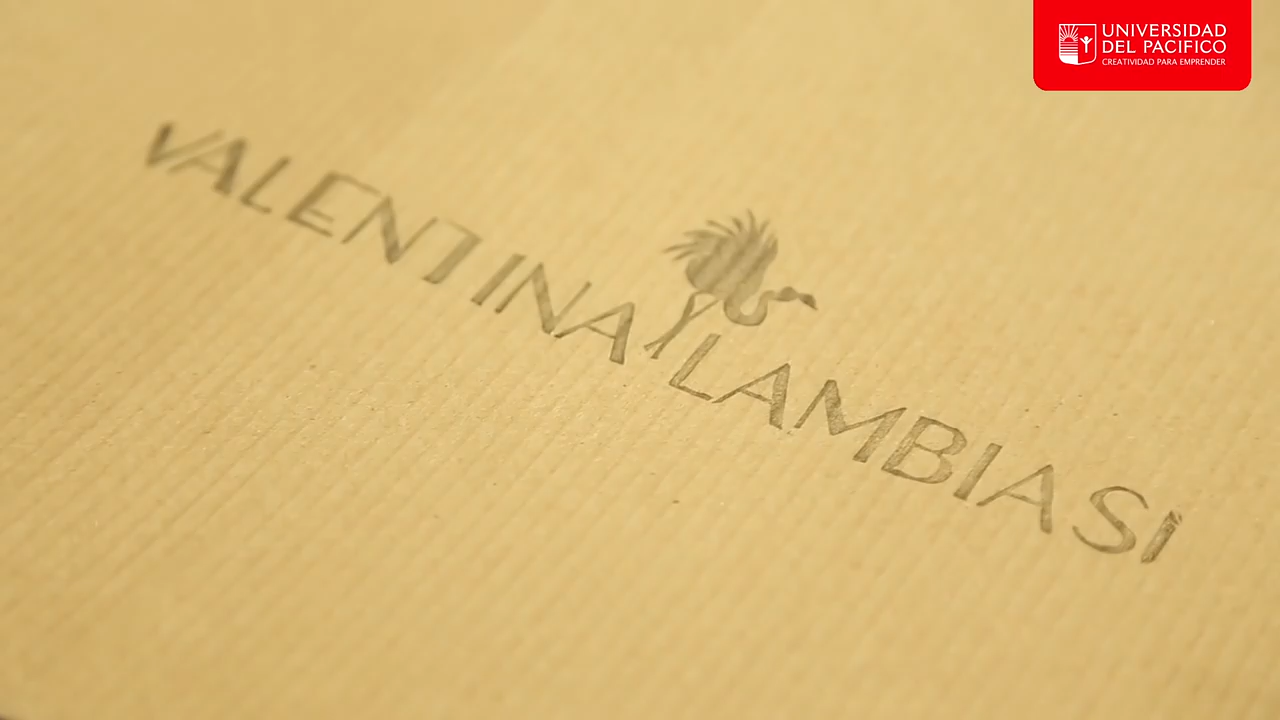 UNIVERSIDAD
DEL PACIFICO
CREATIVIDAD PARA EMPRENDER
VALENTINA LAMBIASI